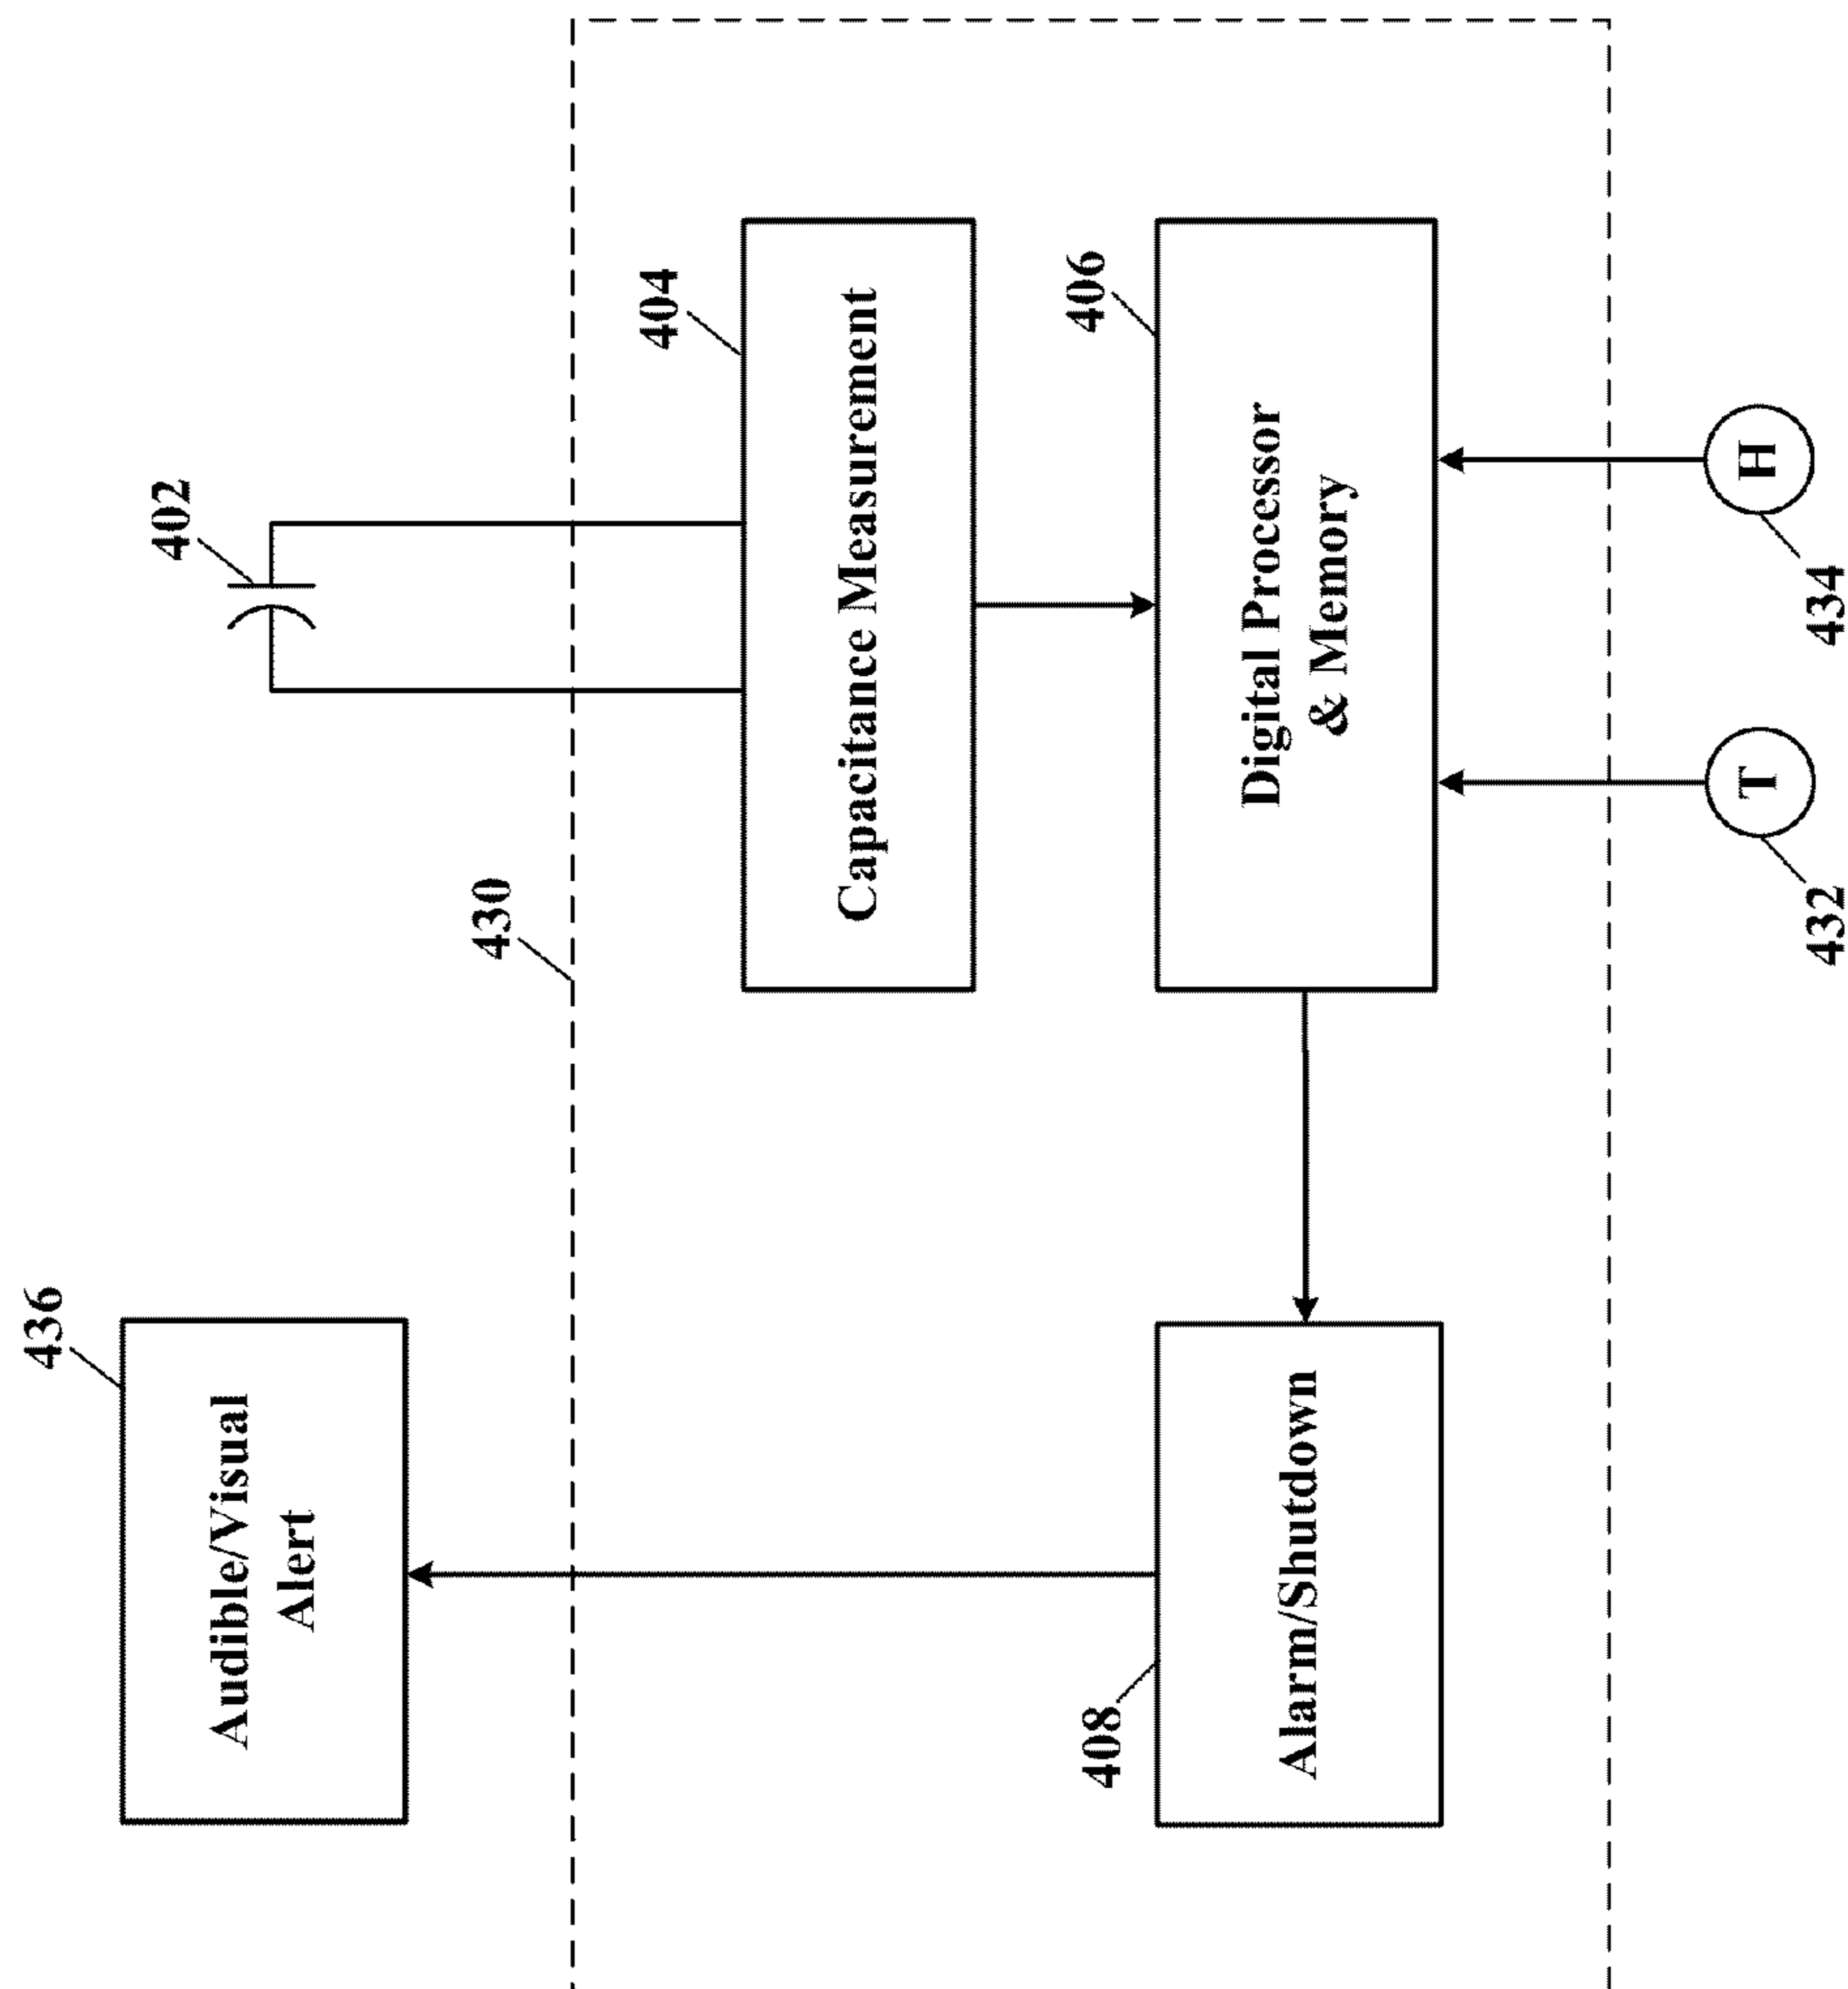 402
404
Capacitance Measurement
406
Digital Processor
& Memory
H
434
T
432
430
436
Audible/Visual
Alert
408
Alarm/Shutdown